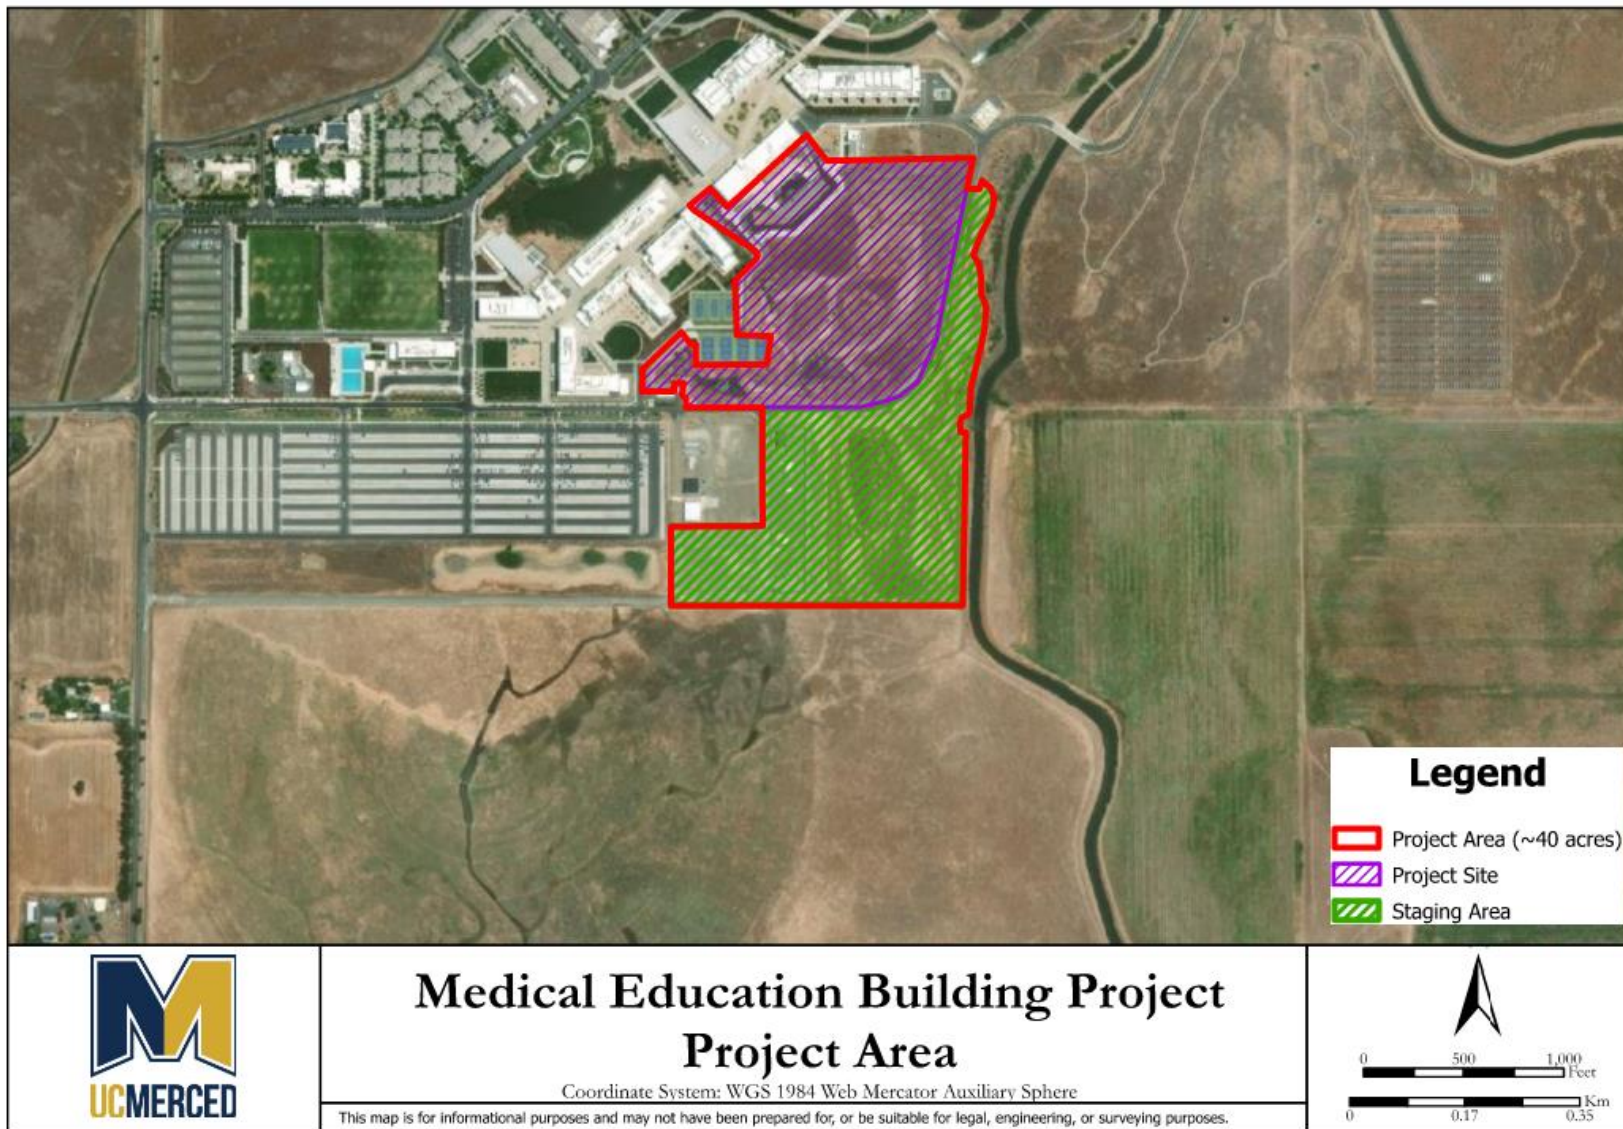 Legend
Project Area (~40 acres)
Project Site
Staging Area
UCMERCED
Medical Education Building Project
Project Area
Coordinate System: WGS 1984 Web Mercator Auxiliary Sphere
This map is for informational purposes and may not have been prepared for, or be suitable for legal, engineering, or surveying purposes.
0 500 1,000
Feet
Km
0 0.17 0.35